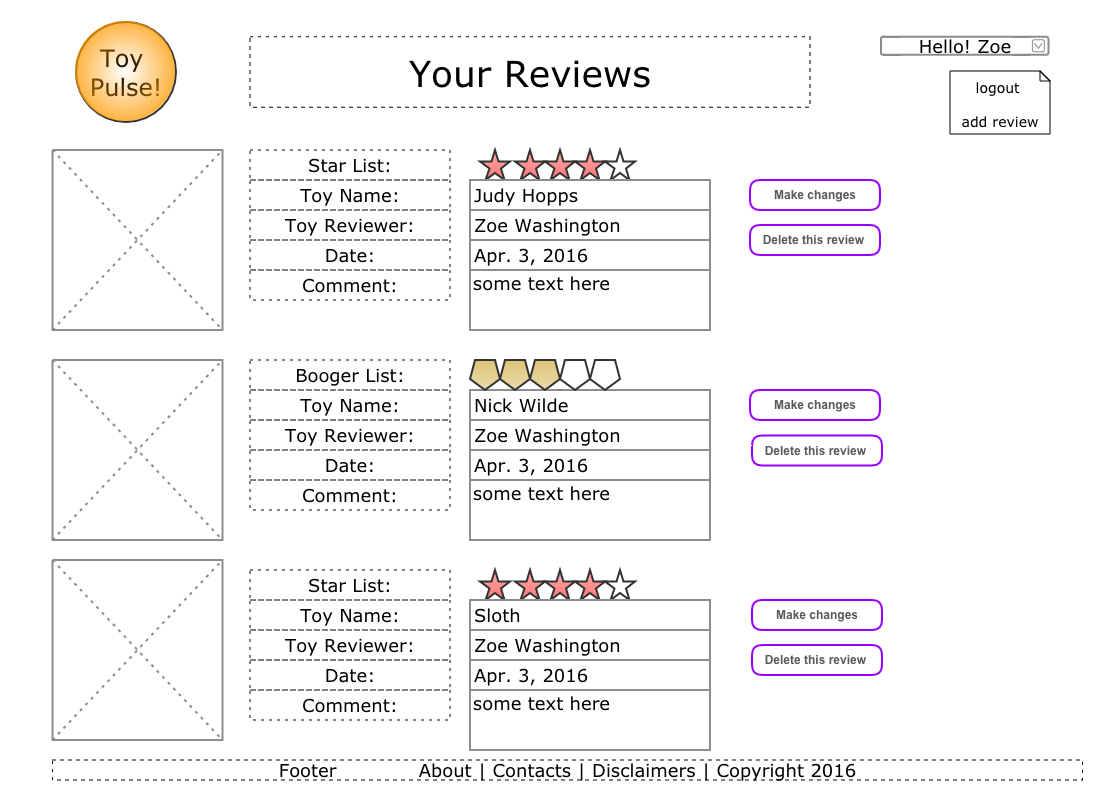 Toy
Pulse!
Your Reviews
Hello! Zoe
logout
add review
Star List:
Toy Name: Judy Hopps
Toy Reviewer: Zoe Washington
Date: Apr. 3, 2016
Comment: some text here
Make changes
Delete this review
Booger List:
Toy Name: Nick Wilde
Toy Reviewer: Zoe Washington
Date: Apr. 3, 2016
Comment: some text here
Make changes
Delete this review
Star List:
Toy Name: Sloth
Toy Reviewer: Zoe Washington
Date: Apr. 3, 2016
Comment: some text here
Make changes
Delete this review
Footer About | Contacts | Disclaimers | Copyright 2016